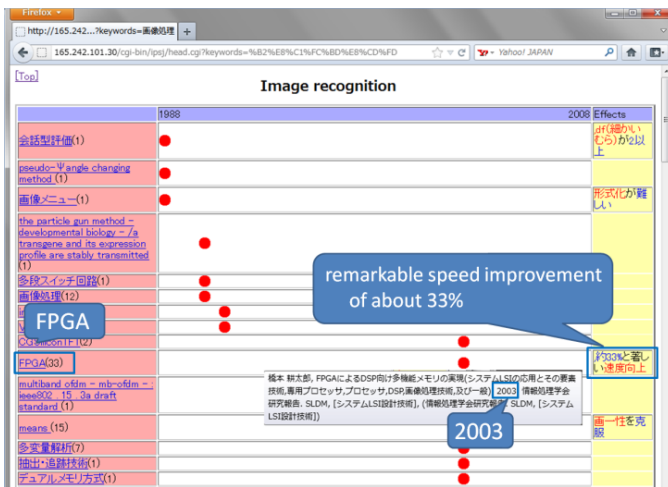 Firefox
http://165.242...?keywords=画像処理
165.242.101.30/cgi-bin/ipsj/head.cgi?keywords=%B2%E8%C1%FC%BD%E8%CD%FD
Yahoo! JAPAN
[Top]
Image recognition
1988 2008 Effects
会話型評価(1)
.df(細かい
むら)が2以
上
pseudo-Ψangle changing
method (1)
画像メニュー(1)
形式化が難
しい
the particle gun method -
developmental biology - /a
transgene and its expression
profile are stably transmitted
(1)
多段スイッチ回路(1)
画像処理(12)
remarkable speed improvement
of about 33%
FPGA
FPGA(33)
約33%と著し
い速度向上
橋本 耕太郎, FPGAによるDSP向け多機能メモリの実現(システムLSIの応用とその要素
技術,専用プロセッサ,プロセッサ,DSP,画像処理技術,及び一般) 2003 情報処理学会
研究報告. SLDM, [システムLSI設計技術], (情報処理学会研究報告. SLDM, [システム
LSI設計技術])
multiband ofdm - mb-ofdm - :
ieee802 . 15 . 3a draft
standard (1)
means (15)
画一性を克
服
2003
多変量解析(7)
抽出・追跡技術(1)
デュアルメモリ方式(1)